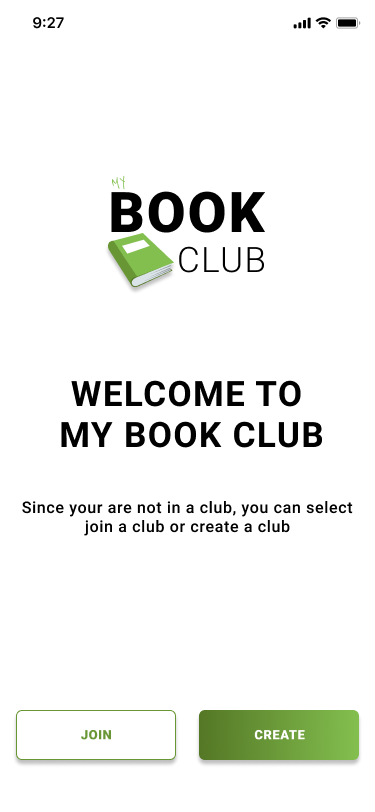 9:27
MY
BOOK
CLUB
WELCOME TO
MY BOOK CLUB
Since your are not in a club, you can select
join a club or create a club
JOIN
CREATE